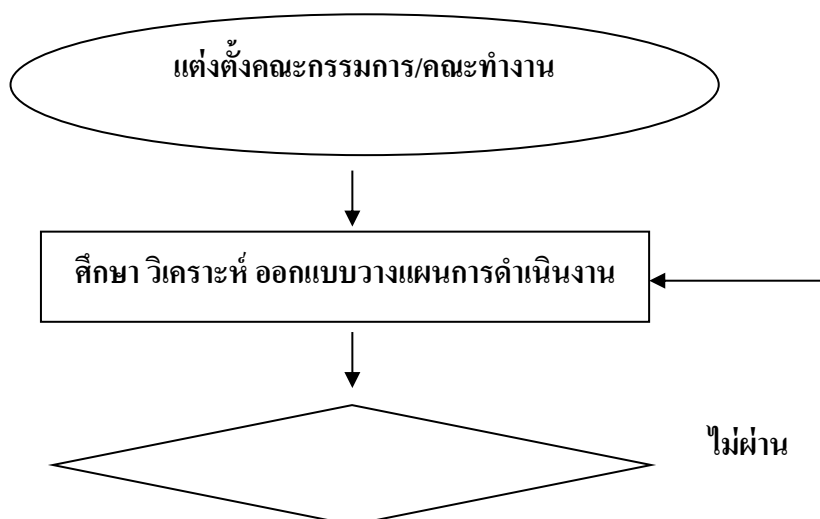 แต่งตั้งคณะกรรมการ/คณะทำงาน
ศึกษา วิเคราะห์ ออกแบบวางแผนการดำเนินงาน
ไม่ผ่าน